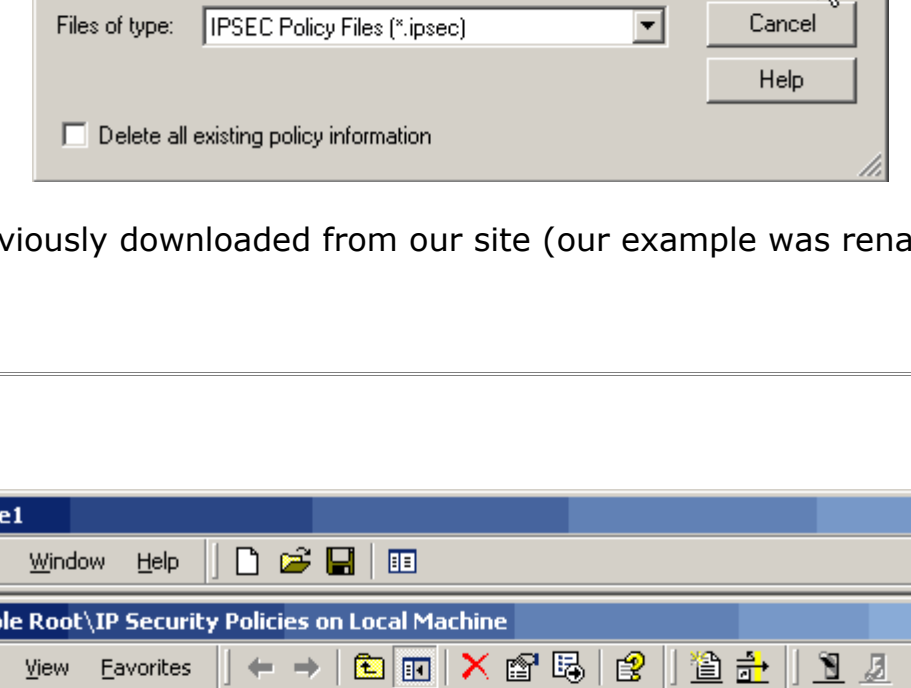 Files of type: IPSEC Policy Files (*.ipsec) Cancel
Help
Delete all existing policy information
viously downloaded from our site (our example was rena
e1
Window Help
le Root\IP Security Policies on Local Machine
View Favorites